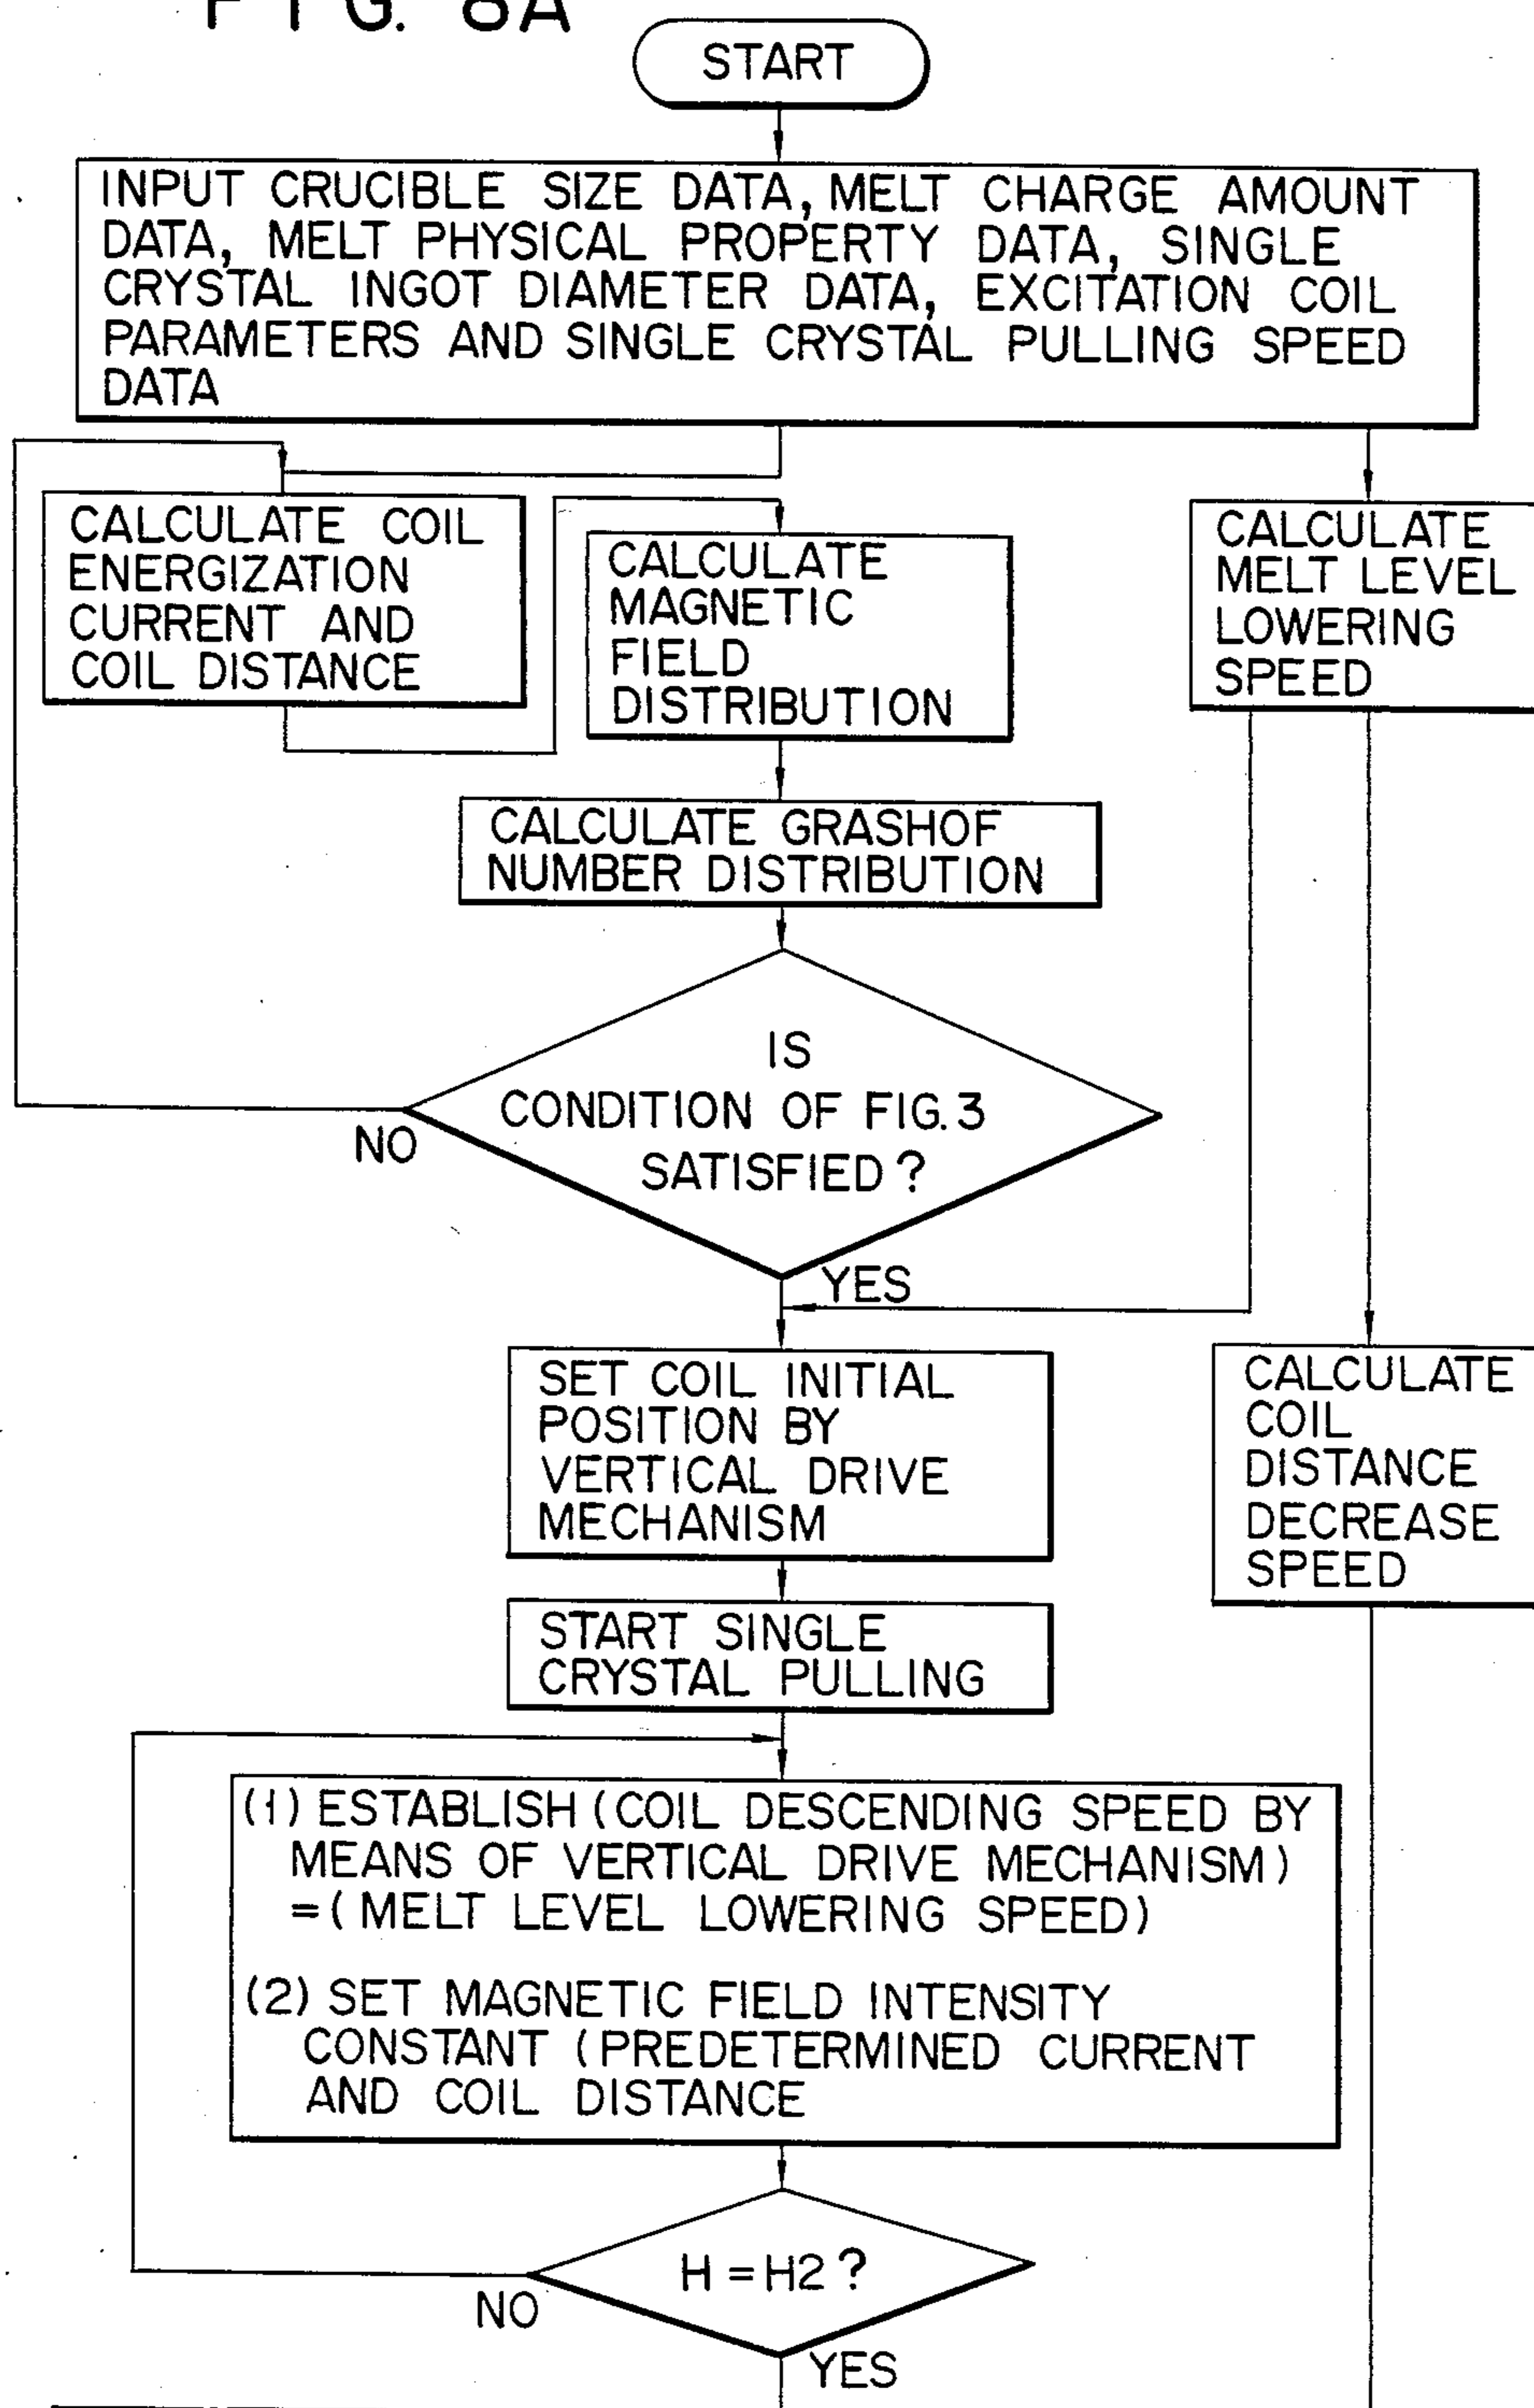 FIG. 8A
START
INPUT CRUCIBLE SIZE DATA, MELT CHARGE AMOUNT
DATA, MELT PHYSICAL PROPERTY DATA, SINGLE
CRYSTAL INGOT DIAMETER DATA, EXCITATION COIL
PARAMETERS AND SINGLE CRYSTAL PULLING SPEED
DATA
CALCULATE COIL
ENERGIZATION
CURRENT AND
COIL DISTANCE
CALCULATE
MAGNETIC
FIELD
DISTRIBUTION
CALCULATE
MELT LEVEL
LOWERING
SPEED
CALCULATE GRASHOF
NUMBER DISTRIBUTION
IS
CONDITION OF FIG. 3
SATISFIED ?
NO
YES
SET COIL INITIAL
POSITION BY
VERTICAL DRIVE
MECHANISM
CALCULATE
COIL
DISTANCE
DECREASE
SPEED
START SINGLE
CRYSTAL PULLING
(1) ESTABLISH (COIL DESCENDING SPEED BY
MEANS OF VERTICAL DRIVE MECHANISM)
=(MELT LEVEL LOWERING SPEED)
(2) SET MAGNETIC FIELD INTENSITY
CONSTANT (PREDETERMINED CURRENT
AND COIL DISTANCE
H = H2 ?
NO
YES